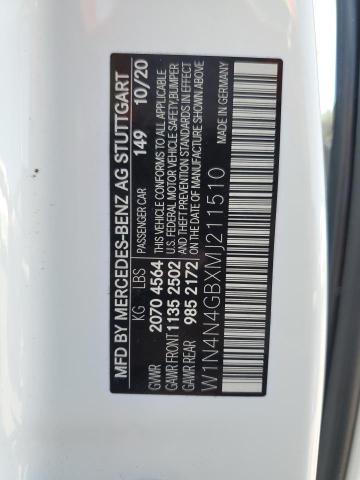 MFD BY MERCEDES-BENZ AG STUTTGART
KG LBS PASSENGER CAR 149 10/20
GVWR 2070 4564 THIS VEHICLE CONFORMS TO ALL APPLICABLE
GAWR FRONT 1135 2502 U.S. FEDERAL MOTOR VEHICLE SAFETY, BUMPER
GAWR REAR 985 2172 AND THEFT PREVENTION STANDARDS IN EFFECT
ON THE DATE OF MANUFACTURE SHOWN ABOVE
W1N4N4GBXMJ211510 MADE IN GERMANY